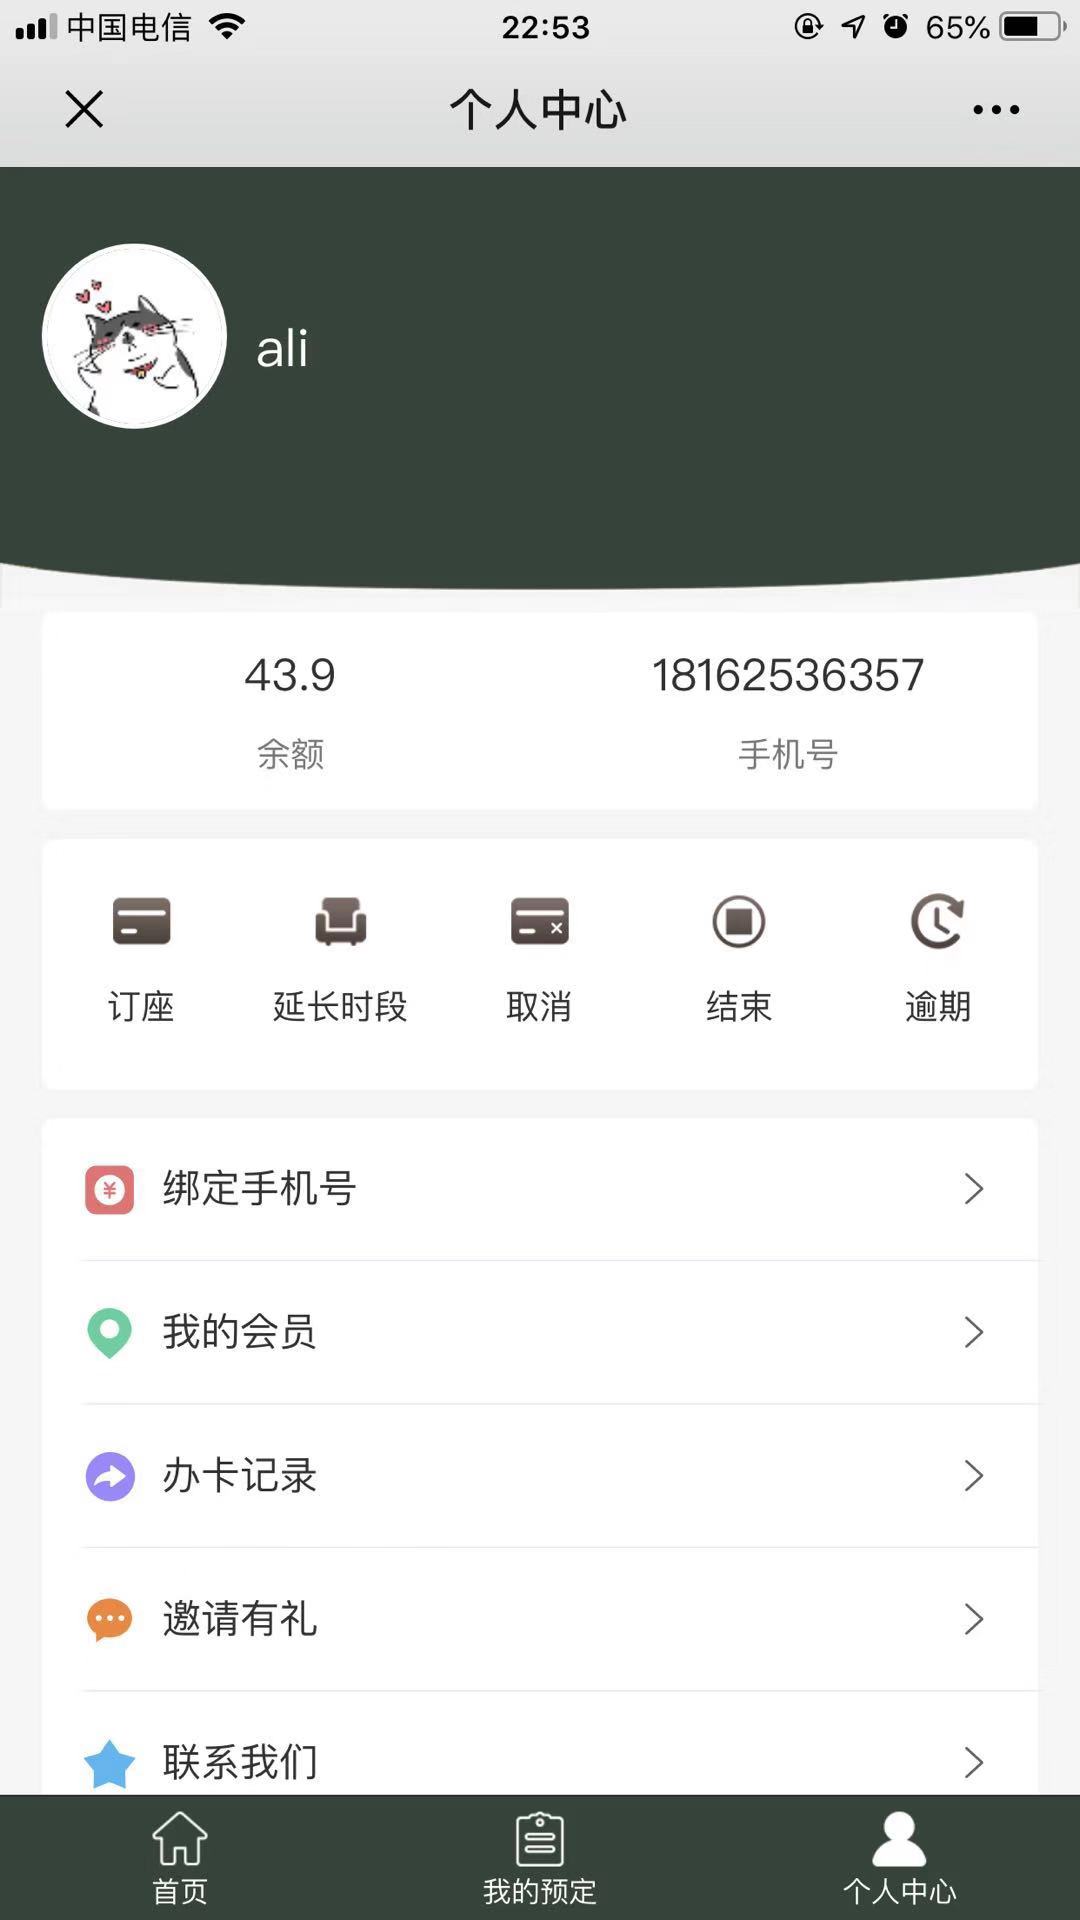 中国电信 22:53 65%
个人中心
ali
43.9 18162536357
余额 手机号
订座 延长时段 取消 结束 逾期
绑定手机号
我的会员
办卡记录
邀请有礼
联系我们
首页 我的预定 个人中心